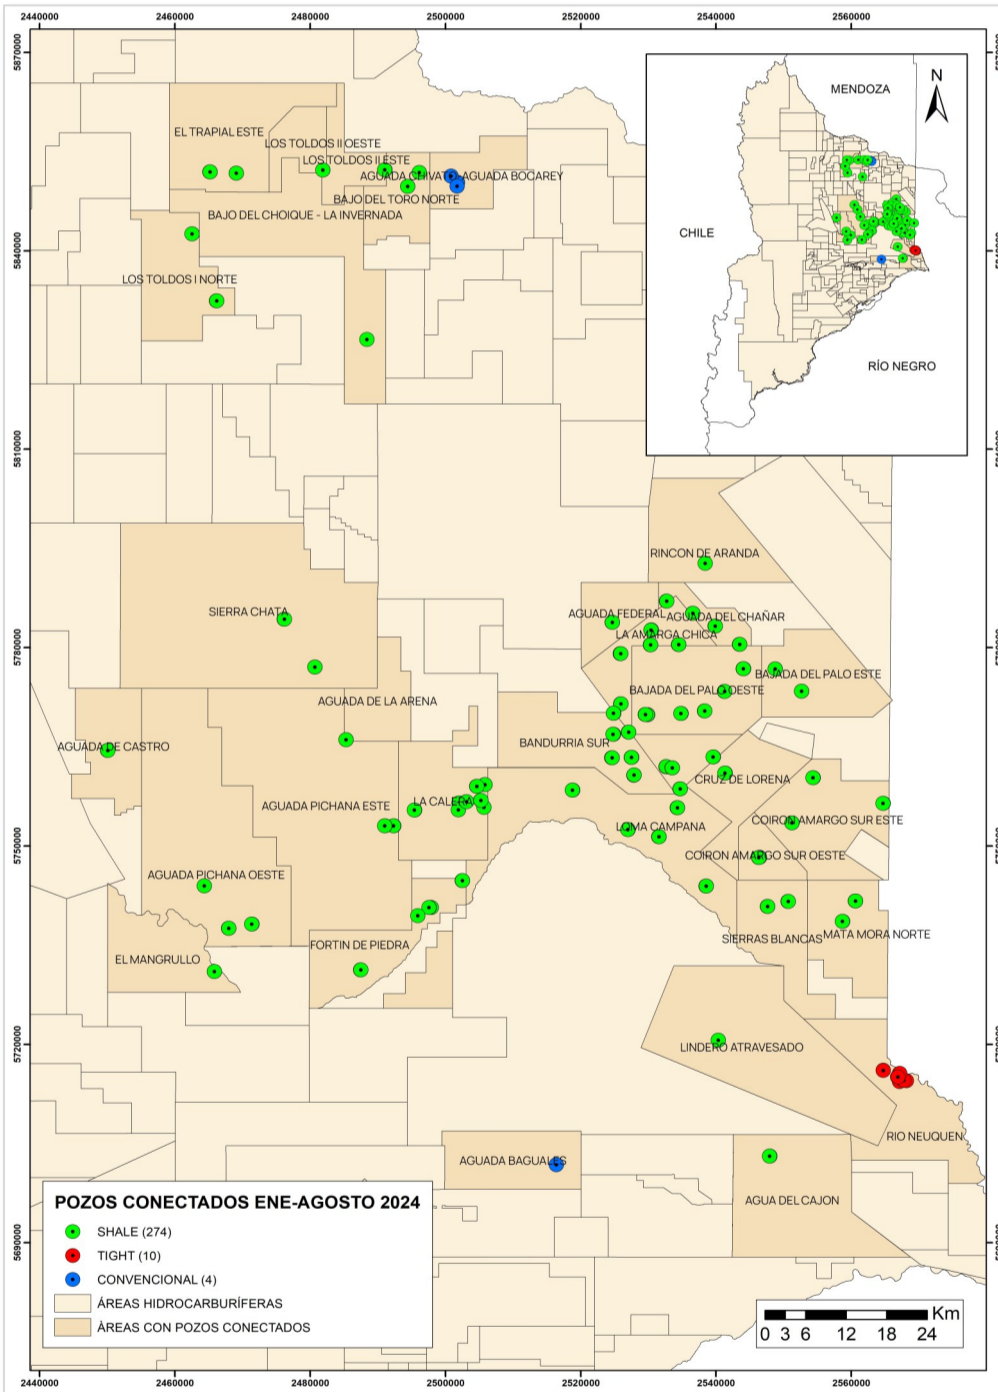 2440000 2460000 2480000 2500000 2520000 2540000 2560000
5870000
5840000
5810000
5780000
5750000
5720000
5690000
MENDOZA
N
CHILE
RÍO NEGRO
EL TRAPIAL ESTE
LOS TOLDOS II OESTE
LOS TOLDOS II ESTE
AGUADA BOCAREY
BAJO DEL TORO NORTE
BAJO DEL CHOIQUE - LA INVERNADA
LOS TOLDOS I NORTE
RINCON DE ARANDA
SIERRA CHATA
AGUADA FEDERAL
AGUADA DEL CHAÑAR
LA AMARGA CHICA
BAJADA DEL PALO ESTE
BAJADA DEL PALO OESTE
AGUADA DE LA ARENA
AGUADA DE CASTRO
BANDURRIA SUR
CRUZ DE LORENA
AGUADA PICHANA ESTE
LA CALERA
LOMA CAMPANA
COIRON AMARGO SUR ESTE
COIRON AMARGO SUR OESTE
AGUADA PICHANA OESTE
SIERRAS BLANCAS
MATA MORA NORTE
FORTIN DE PIEDRA
EL MANGRULLO
LINDERO ATRAVESADO
RIO NEUQUEN
AGUADA BAGUALES
AGUA DEL CAJON
POZOS CONECTADOS ENE-AGOSTO 2024
SHALE (274)
TIGHT (10)
CONVENCIONAL (4)
ÁREAS HIDROCARBURÍFERAS
ÀREAS CON POZOS CONECTADOS
Km
0 3 6 12 18 24
2440000 2460000 2480000 2500000 2520000 2540000 2560000